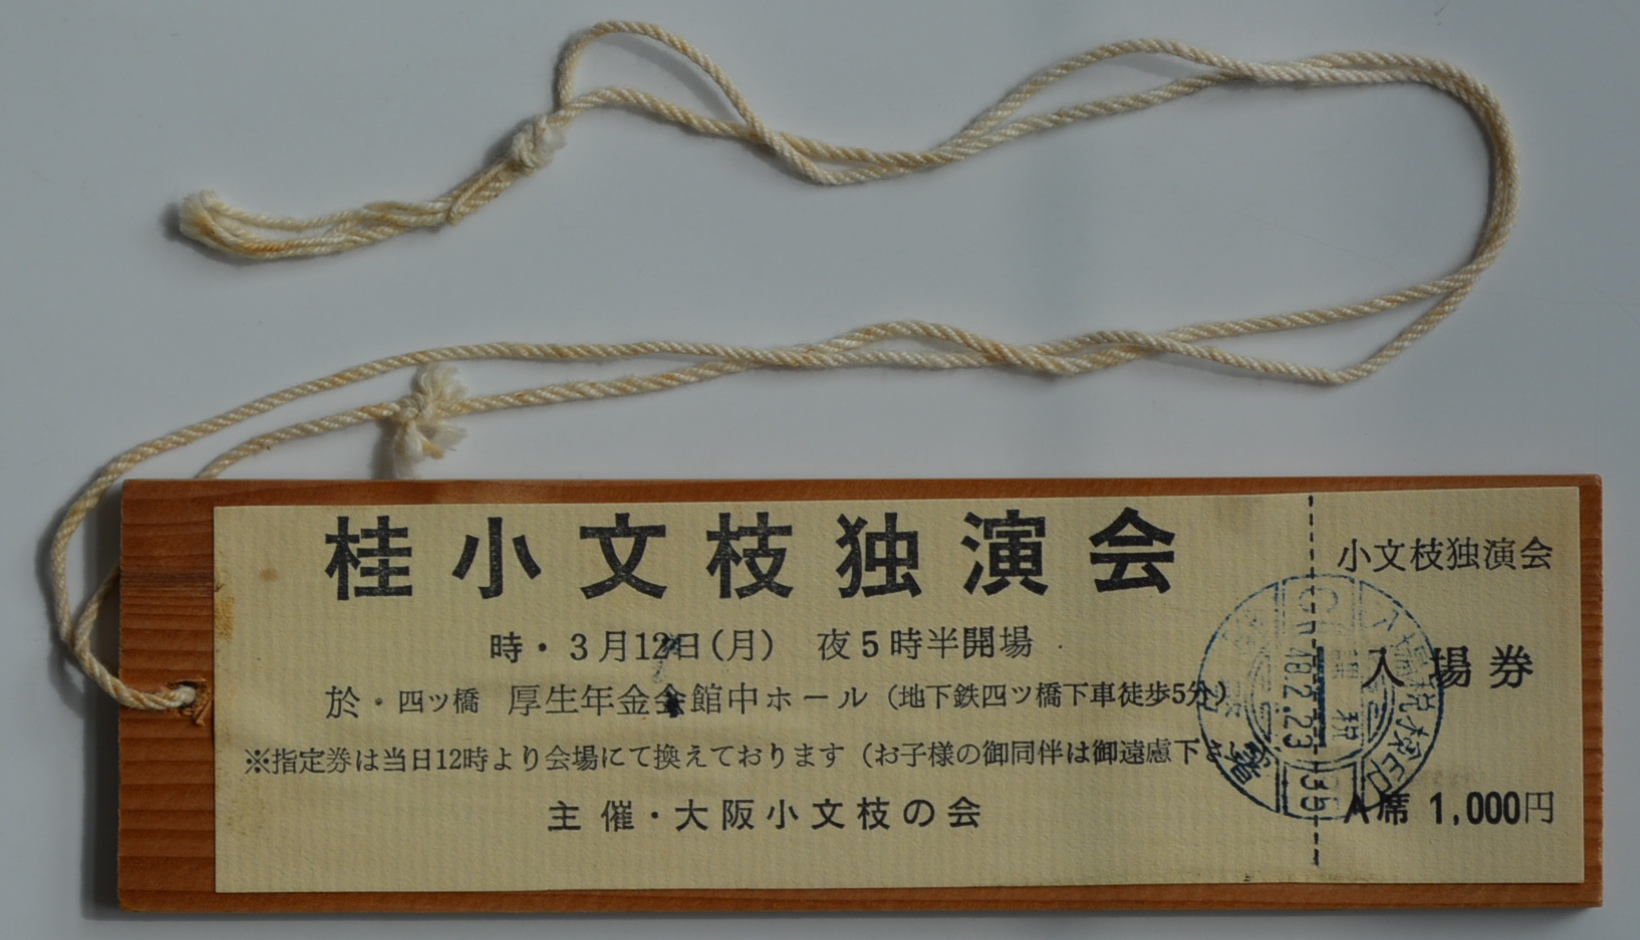 桂小文枝独演会
時・3月12日(月) 夜5時半開場
於・四ツ橋 厚生年金会館中ホール(地下鉄四ツ橋下車徒歩5分)
※指定券は当日12時より会場にて換えております(お子様の御同伴は御遠慮下
主催・大阪小文枝の会
小文枝独演会
入場券
A席 1,000円
48.2.23